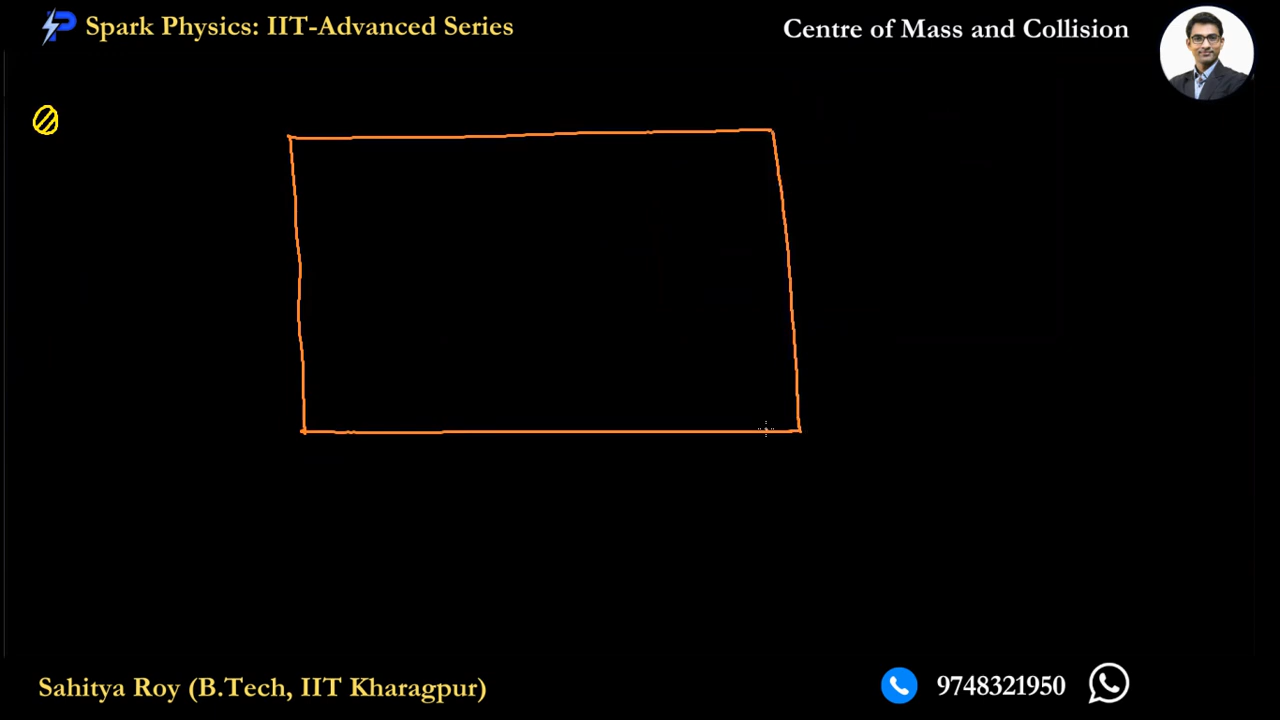 Spark Physics: IIT-Advanced Series
Centre of Mass and Collision
Sahitya Roy (B.Tech, IIT Kharagpur)
9748321950